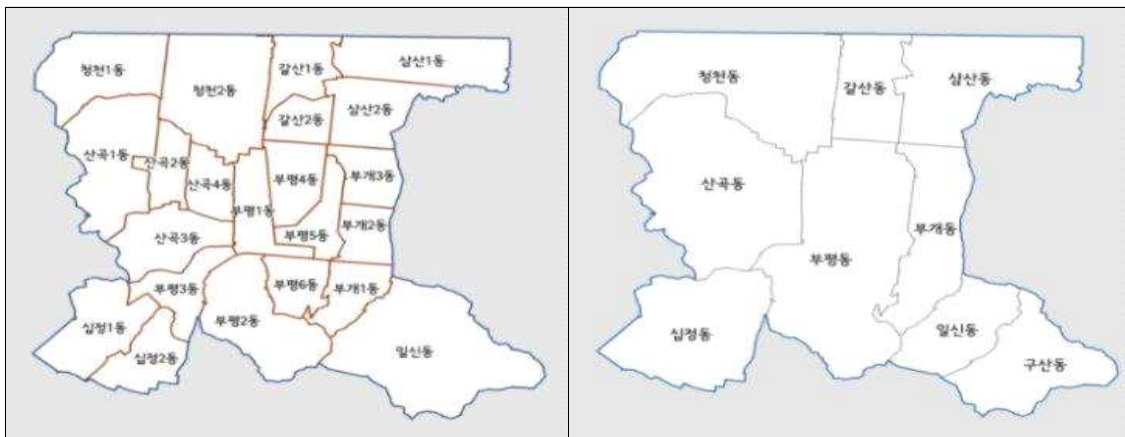 청천1동
청천2동
갈산1동
삼산1동
갈산2동
삼산2동
산곡1동
산곡2동
산곡4동
부평1동
부평4동
부개3동
산곡3동
부평5동
부개2동
부평3동
부평6동
부개1동
십정1동
부평2동
십정2동
일신동
청천동
갈산동
삼산동
산곡동
부개동
부평동
십정동
일신동
구산동